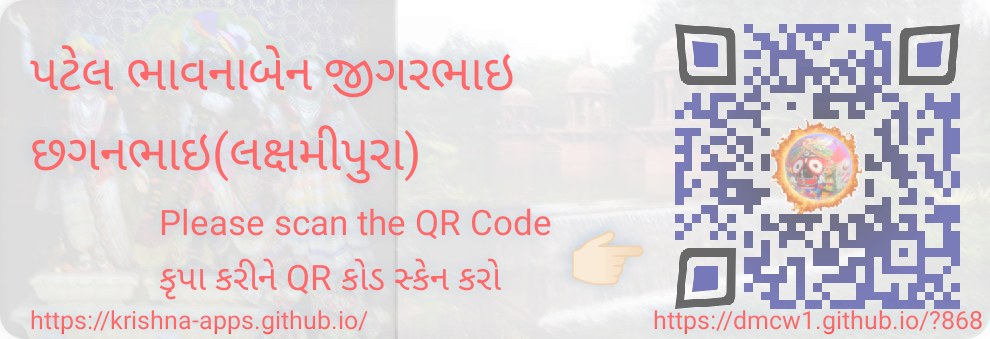 પટેલ ભાવનાબેન જીગરભાઇ
છગનભાઇ(લક્ષમીપુરા)
Please scan the QR Code
કૃપા કરીને QR કોડ સ્કેન કરો
https://krishna-apps.github.io/
https://dmcw1.github.io/?868